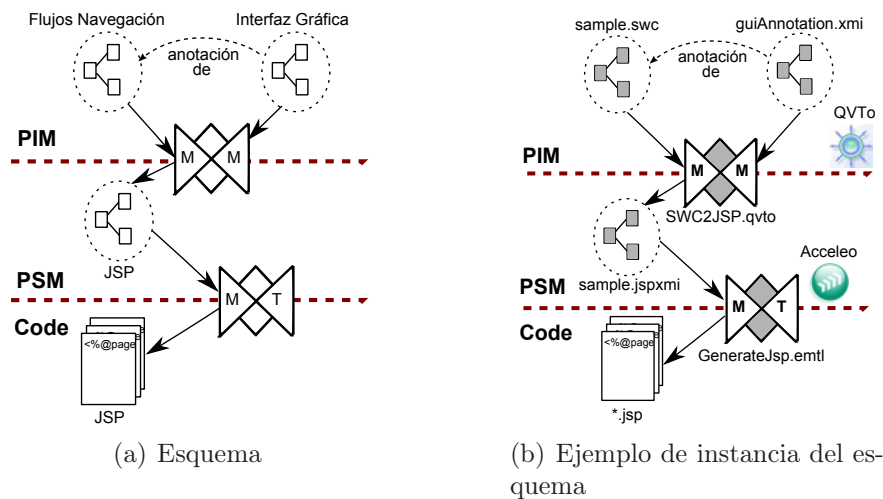 Flujos Navegación
Interfaz Gráfica
anotación
de
PIM
M
M
JSP
PSM
M
T
Code
<%@page
JSP
(a) Esquema
sample.swc
guiAnnotation.xmi
anotación
de
QVTo
PIM
M
M
SWC2JSP.qvto
Acceleo
PSM
sample.jspxmi
M
T
Code
<%@page
GenerateJsp.emtl
*.jsp
(b) Ejemplo de instancia del es-
quema